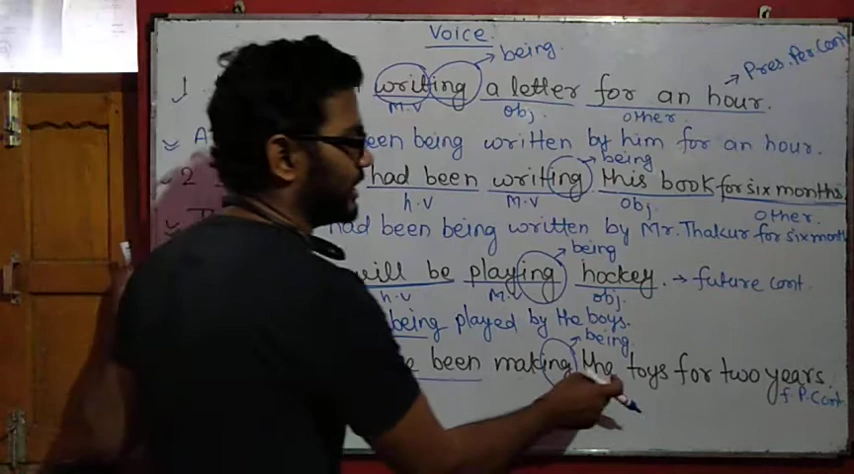 Voice
being
Pres. Per Cont
1. writing a letter for an hour.
M.V obj. other
A een being written by him for an hour.
being
2 had been writing this book for six months
h.v M.V obj. other.
had been being written by Mr. Thakur for six month
being
will be playing hockey. → future cont.
h.v M.V obj.
being played by the boys.
being
e been making the toys for two years.
f. P. Cont